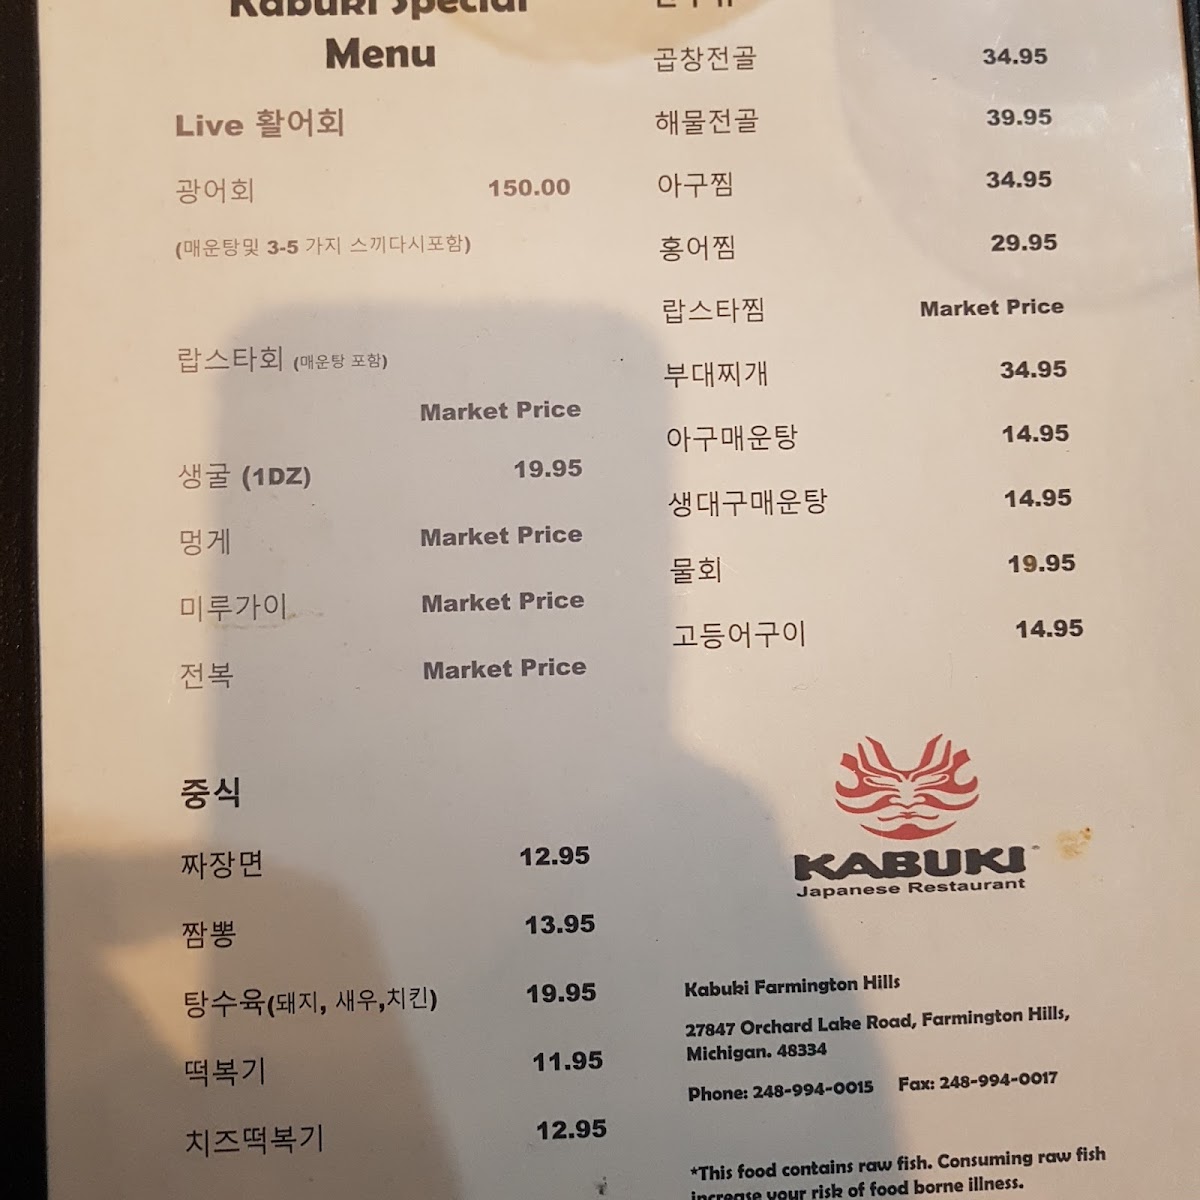 Kabuki Special
Menu
Live 활어회
광어회 150.00
(매운탕및 3-5 가지 스끼다시포함)
랍스타회 (매운탕 포함)
Market Price
생굴 (1DZ) 19.95
멍게 Market Price
미루가이 Market Price
전복 Market Price
중식
짜장면 12.95
짬뽕 13.95
탕수육(돼지, 새우,치킨) 19.95
떡복기 11.95
치즈떡복기 12.95
곱창전골 34.95
해물전골 39.95
아구찜 34.95
홍어찜 29.95
랍스타찜 Market Price
부대찌개 34.95
아구매운탕 14.95
생대구매운탕 14.95
물회 19.95
고등어구이 14.95
KABUKI
Japanese Restaurant
Kabuki Farmington Hills
27847 Orchard Lake Road, Farmington Hills,
Michigan. 48334
Phone: 248-994-0015 Fax: 248-994-0017
*This food contains raw fish. Consuming raw fish
increase your risk of food borne illness.